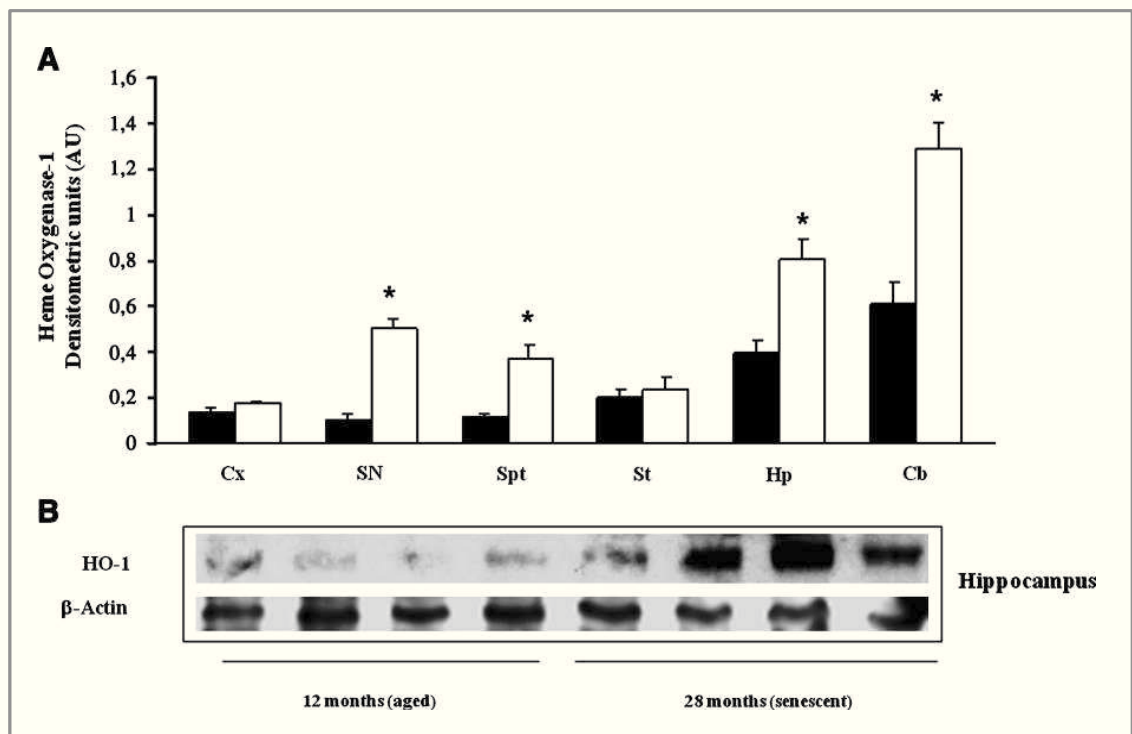 A
Heme Oxygenase-1
Densitometric units (AU)
1,6
1,4
1,2
1
0,8
0,6
0,4
0,2
0
*
*
*
*
Cx SN Spt St Hp Cb
B
HO-1
β-Actin
Hippocampus
12 months (aged) 28 months (senescent)